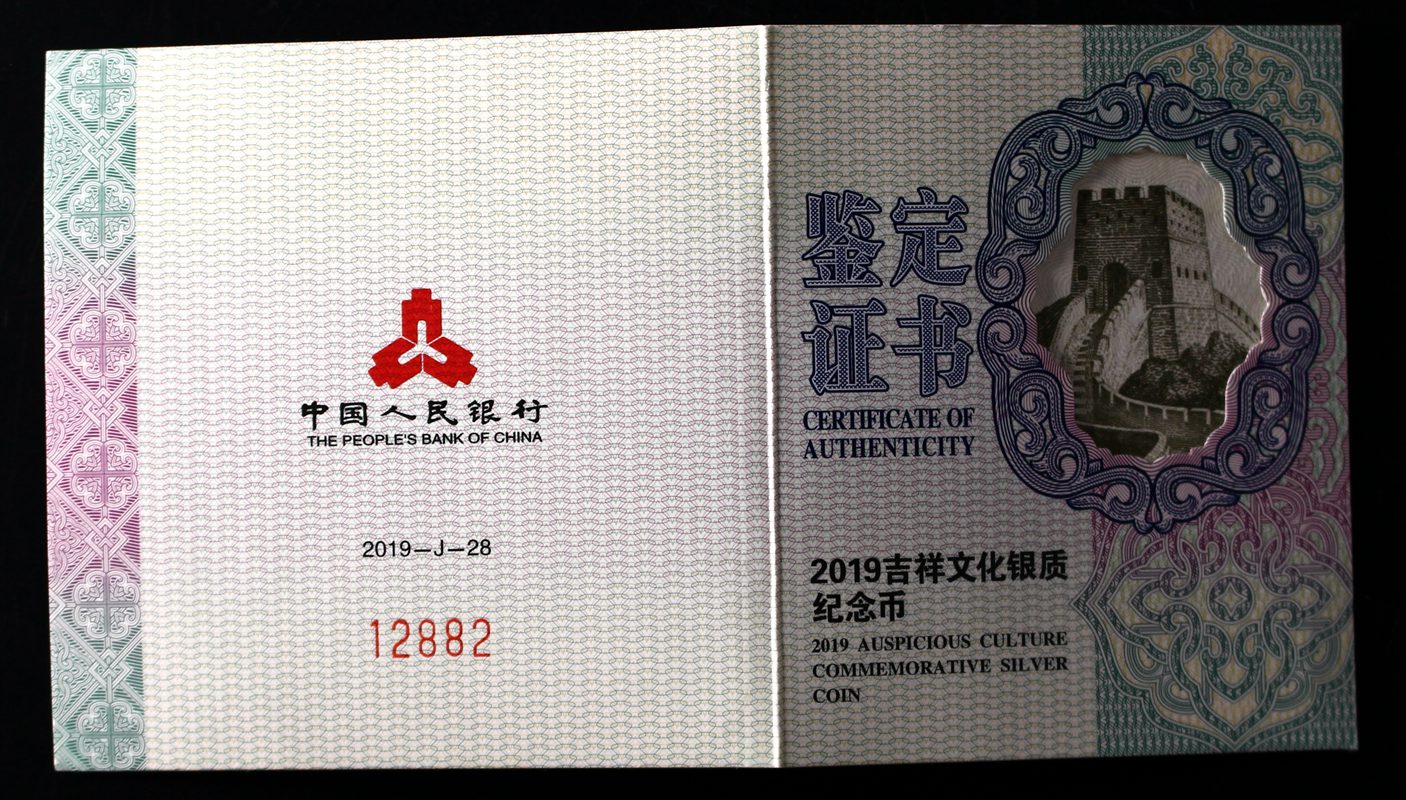 中国人民银行
THE PEOPLE'S BANK OF CHINA
2019—J—28
12882
鉴定
证书
CERTIFICATE OF
AUTHENTICITY
2019吉祥文化银质
纪念币
2019 AUSPICIOUS CULTURE
COMMEMORATIVE SILVER
COIN